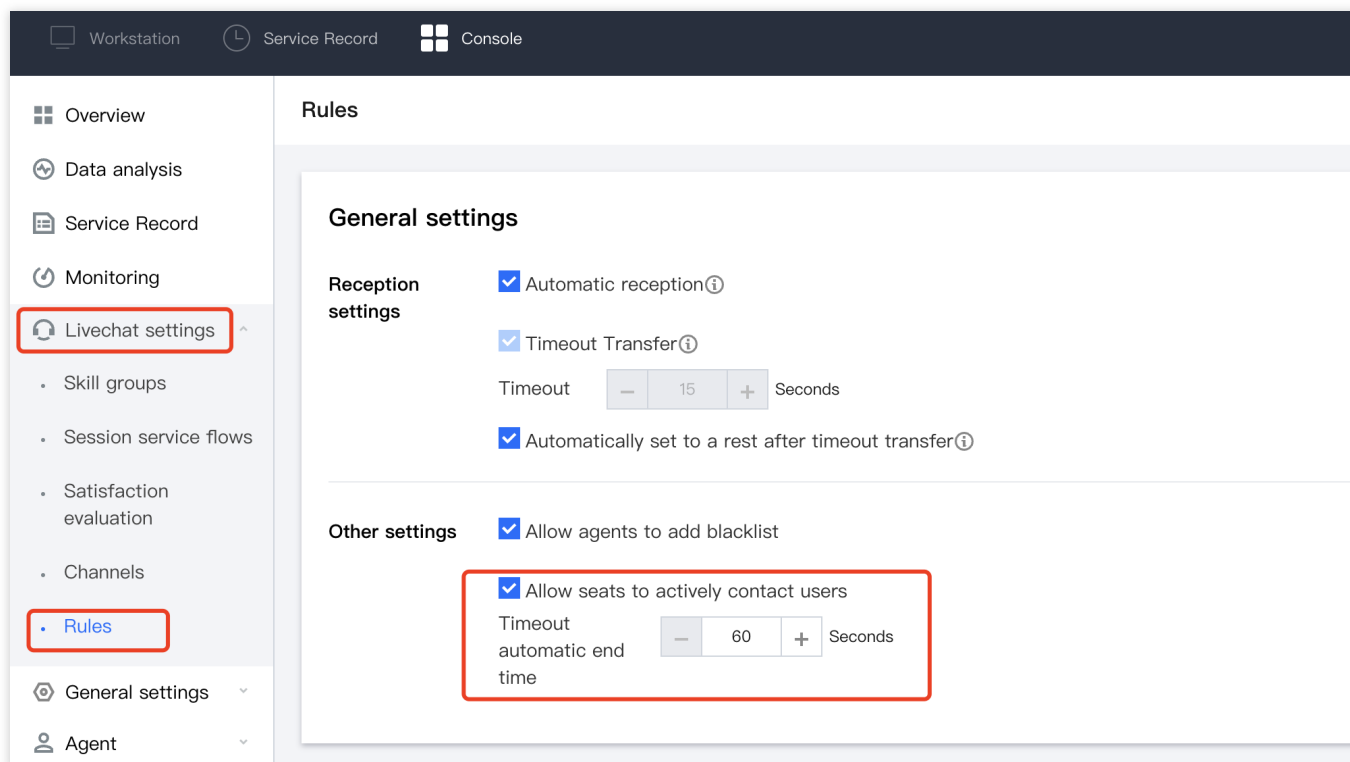 Workstation
Service Record
Console
Overview
Data analysis
Service Record
Monitoring
Livechat settings
Skill groups
Session service flows
Satisfaction
evaluation
Channels
Rules
General settings
Agent
Rules
General settings
Reception
settings
Automatic reception
Timeout Transfer
Timeout
15
Seconds
Automatically set to a rest after timeout transfer
Other settings
Allow agents to add blacklist
Allow seats to actively contact users
Timeout
automatic end
time
60
Seconds